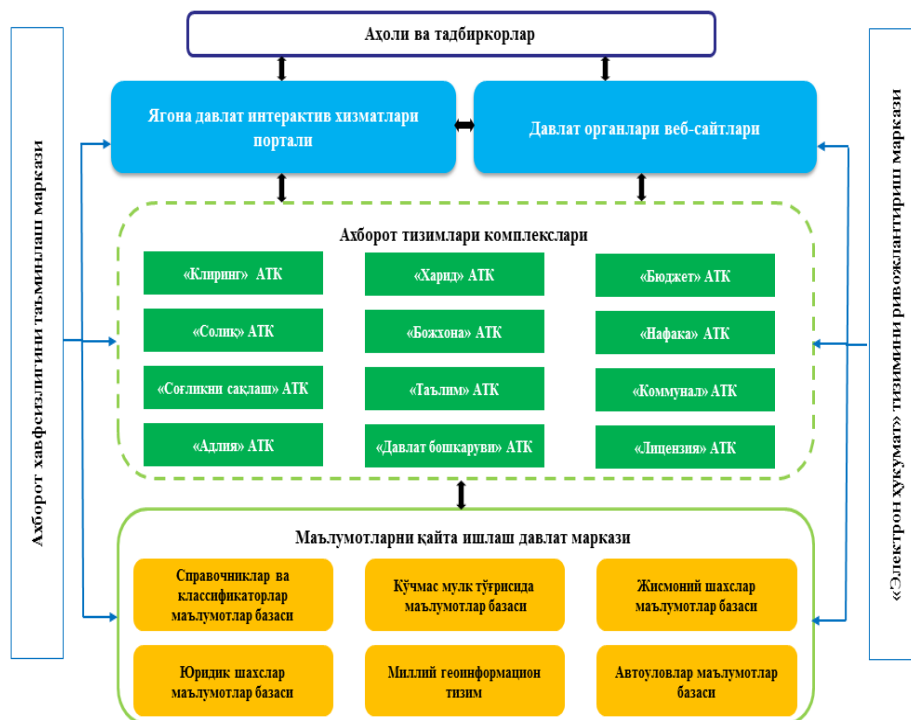 Аҳоли ва тадбиркорлар
Ахборот хавфсизлигини таъминлаш маркази
Ягона давлат интерактив хизматлари
портали
Давлат органлари веб-сайтлари
«Электрон ҳукумат» тизимини ривожлантириш маркази
Ахборот тизимлари комплекслари
«Клиринг» АТК
«Харид» АТК
«Бюджет» АТК
«Солиқ» АТК
«Божхона» АТК
«Нафака» АТК
«Соғликни сақлаш» АТК
«Таълим» АТК
«Коммунал» АТК
«Адлия» АТК
«Давлат бошкаруви» АТК
«Лицензия» АТК
Маълумотларни қайта ишлаш давлат маркази
Справочниклар ва
классификаторлар
маълумотлар базаси
Кўчмас мулк тўғрисида
маълумотлар базаси
Жисмоний шахслар
маълумотлар базаси
Юридик шахслар
маълумотлар базаси
Миллий геоинформацион
тизим
Автоуловлар маълумотлар
базаси